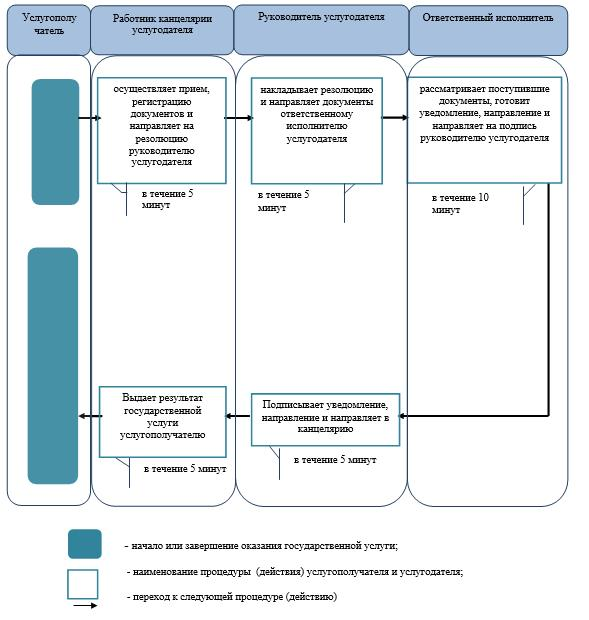 Услугополу
чатель
Работник канцелярии
услугодателя
Руководитель услугодателя
Ответственный исполнитель
осуществляет прием,
регистрацию
документов и
направляет на
резолюцию
руководителю
услугодателя
накладывает резолюцию
и направляет документы
ответственному
исполнителю
услугодателя
рассматривает поступившие
документы, готовит
уведомление, направление и
направляет на подпись
руководителю услугодателя
в течение 5
минут
в течение 5
минут
в течение 10
минут
Выдает результат
государственной
услуги
услугополучателю
Подписывает уведомление,
направление и направляет в
канцелярию
в течение 5 минут
в течение 5 минут
– начало или завершение оказания государственной услуги;
- наименование процедуры (действия) услугополучателя и услугодателя;
- переход к следующей процедуре (действию)